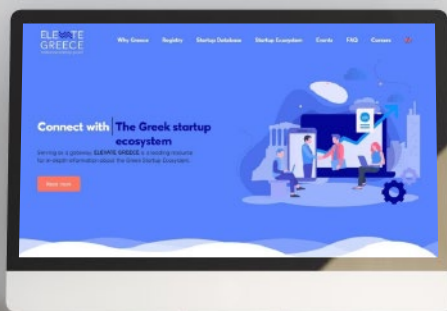 ELEVATE
GREECE
Why Greece Registry Startup Database Startup Ecosystem Events FAQ Contact
Connect with The Greek startup
ecosystem
Serving as a gateway, ELEVATE GREECE is a leading resource
for in-depth information about the Greek Startup Ecosystem.